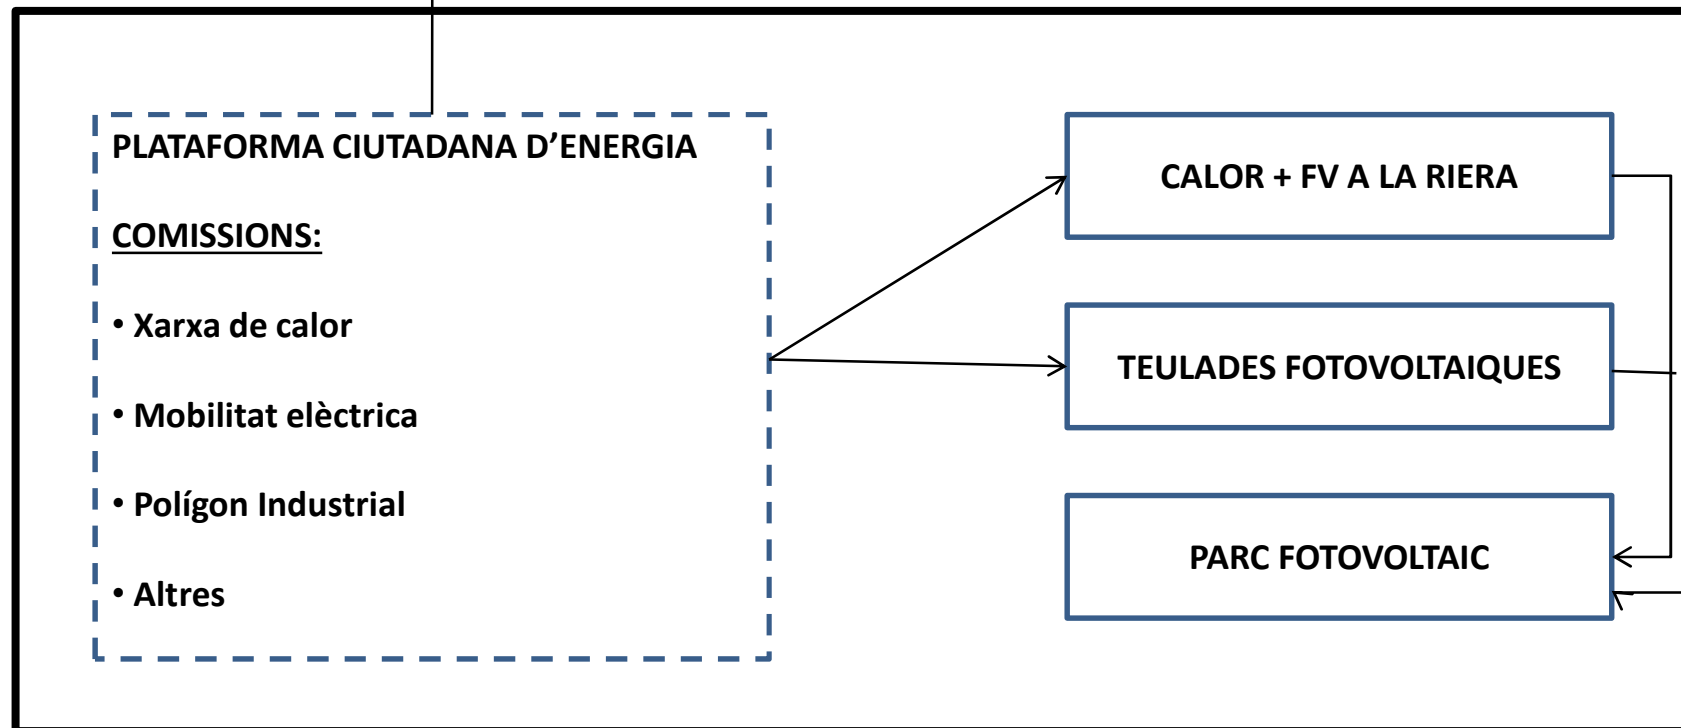 PLATAFORMA CIUTADANA D’ENERGIA
COMISSIONS:
• Xarxa de calor
• Mobilitat elèctrica
• Polígon Industrial
• Altres
CALOR + FV A LA RIERA
TEULADES FOTOVOLTAIQUES
PARC FOTOVOLTAIC